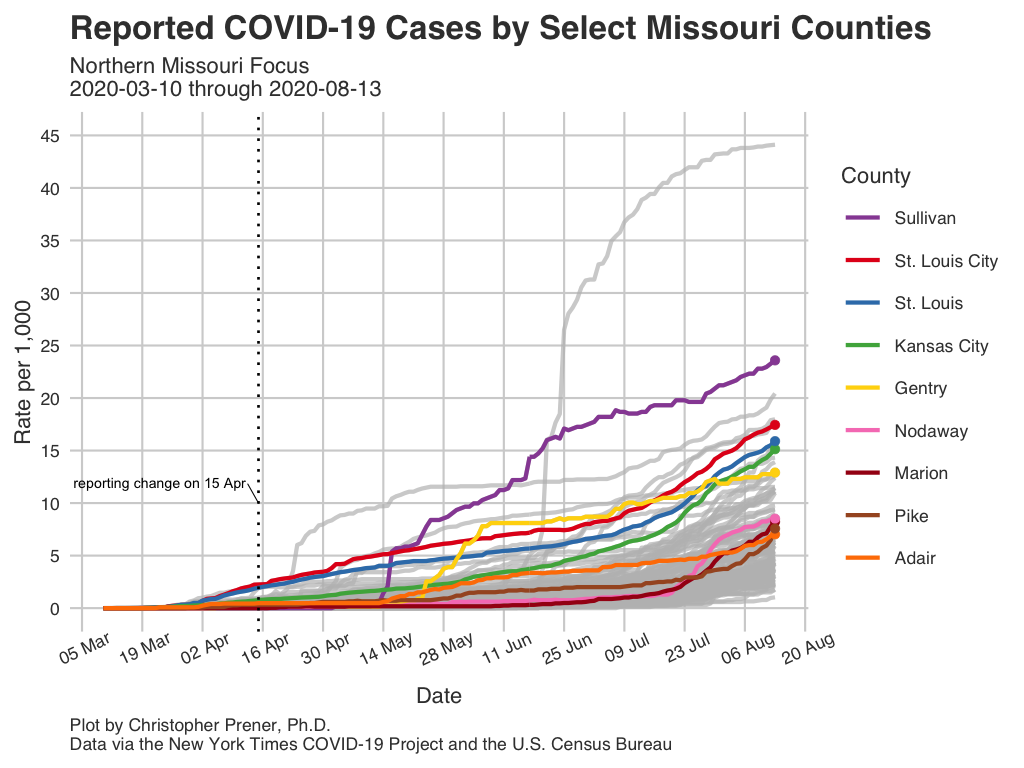 Reported COVID-19 Cases by Select Missouri Counties
Northern Missouri Focus
2020-03-10 through 2020-08-13
Rate per 1,000
45
40
35
30
25
20
15
10
5
0
reporting change on 15 Apr
05 Mar
19 Mar
02 Apr
16 Apr
30 Apr
14 May
28 May
11 Jun
25 Jun
09 Jul
23 Jul
06 Aug
20 Aug
Date
County
Sullivan
St. Louis City
St. Louis
Kansas City
Gentry
Nodaway
Marion
Pike
Adair
Plot by Christopher Prener, Ph.D.
Data via the New York Times COVID-19 Project and the U.S. Census Bureau